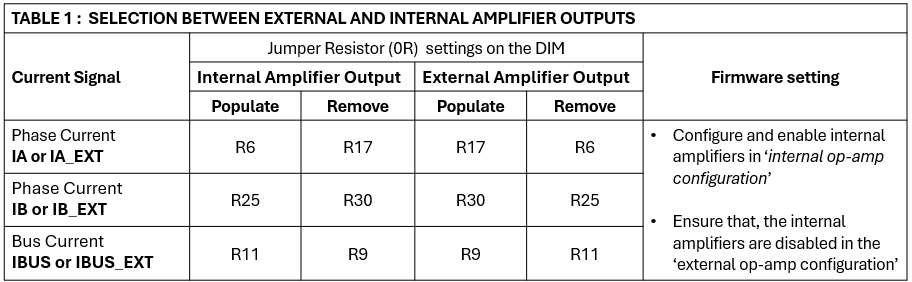 TABLE 1 :  SELECTION BETWEEN EXTERNAL AND INTERNAL AMPLIFIER OUTPUTS
Current Signal
Jumper Resistor (0R)  settings on the DIM
Firmware setting
Internal Amplifier Output
External Amplifier Output
Populate
Remove
Populate
Remove
Phase Current
IA or IA_EXT
R6
R17
R17
R6
Phase Current
IB or IB_EXT
R25
R30
R30
R25
Bus Current
IBUS or IBUS_EXT
R11
R9
R9
R11
• Configure and enable internal
amplifiers in ‘internal op-amp
configuration’
• Ensure that, the internal
amplifiers are disabled in the
‘external op-amp configuration’